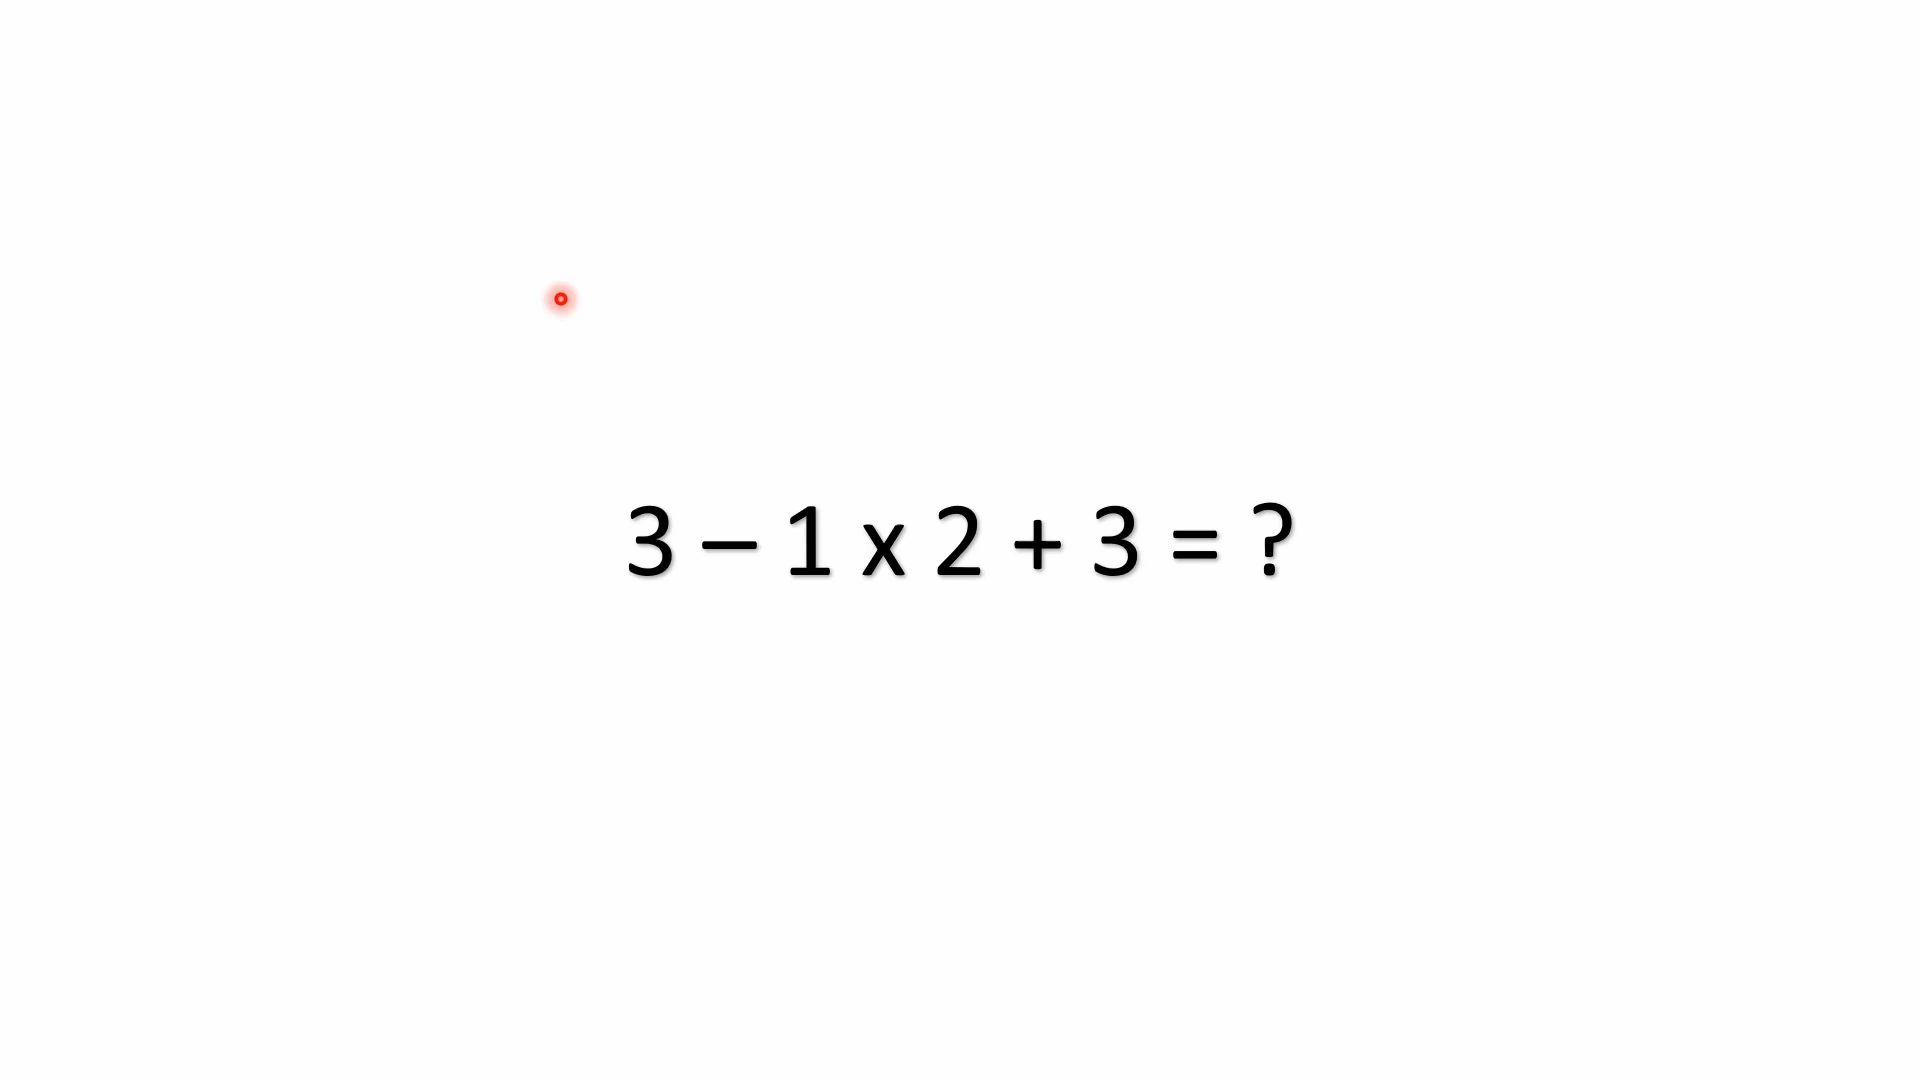 3 – 1 x 2 + 3 = ?